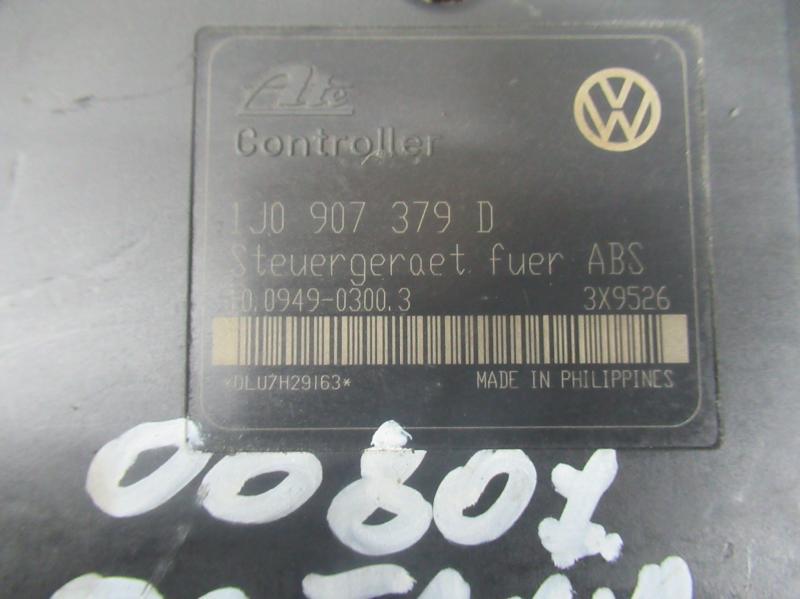 Ate
Controller
1J0 907 379 D
Steuergeraet fuer ABS
10.0949-0300.3 3X9526
*DLU7H29163* MADE IN PHILIPPINES
00801